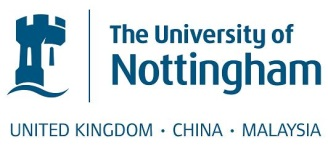 The University of
Nottingham
UNITED KINGDOM · CHINA · MALAYSIA